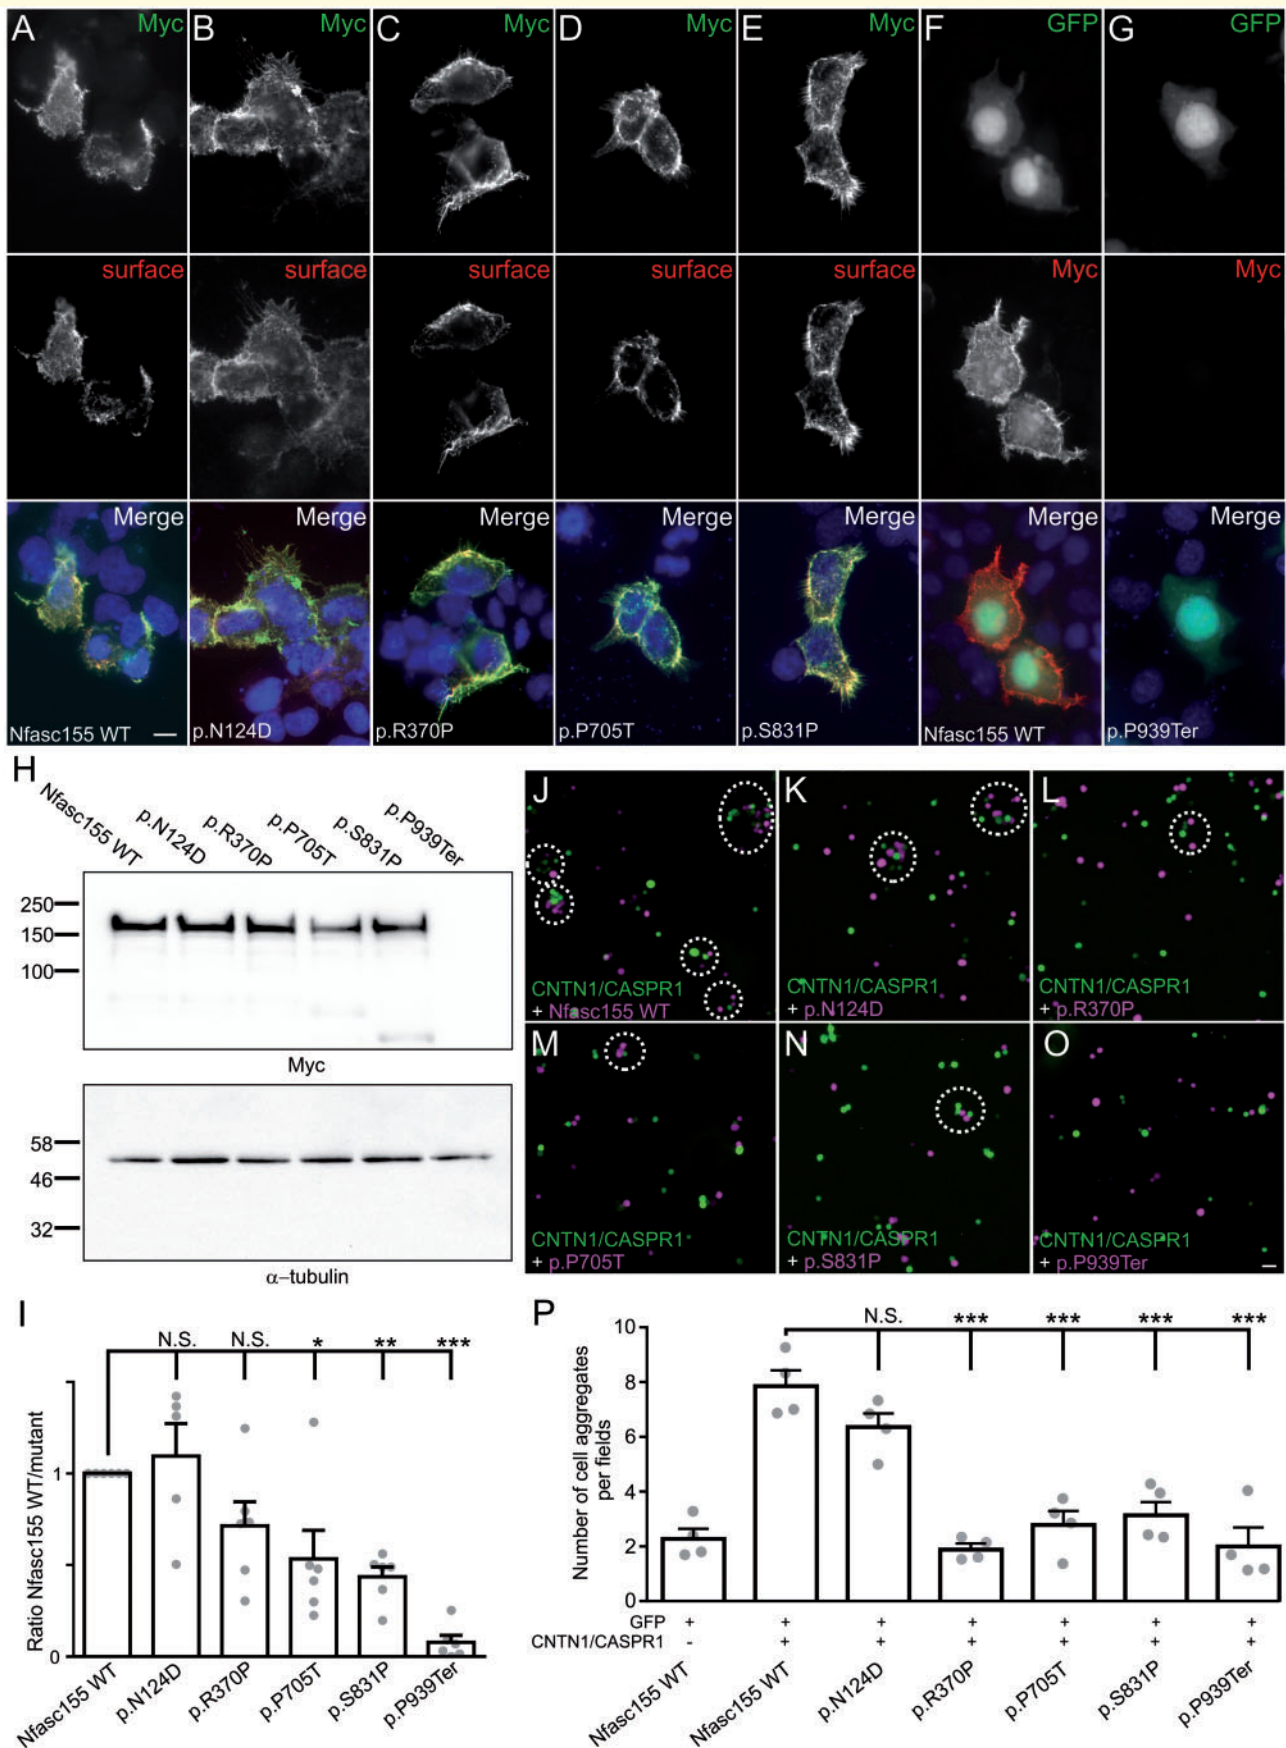 A Myc B Myc C Myc D Myc E Myc F GFP G GFP
surface surface surface surface surface Myc Myc
Merge Merge Merge Merge Merge Merge Merge
Nfasc155 WT p.N124D p.R370P p.P705T p.S831P Nfasc155 WT p.P939Ter
H
Nfasc155 WT p.N124D p.R370P p.P705T p.S831P p.P939Ter
250
150
100
Myc
58
46
32
α-tubulin
J K L
CNTN1/CASPR1 CNTN1/CASPR1 CNTN1/CASPR1
+ Nfasc155 WT + p.N124D + p.R370P
M N O
CNTN1/CASPR1 CNTN1/CASPR1 CNTN1/CASPR1
+ p.P705T + p.S831P + p.P939Ter
I
N.S. N.S. * ** ***
Ratio Nfasc155 WT/mutant
1
0
Nfasc155 WT p.N124D p.R370P p.P705T p.S831P p.P939Ter
P
N.S. *** *** *** ***
Number of cell aggregates
per fields
10
8
6
4
2
0
GFP + + + + + + +
CNTN1/CASPR1 - + + + + + +
Nfasc155 WT Nfasc155 WT p.N124D p.R370P p.P705T p.S831P p.P939Ter